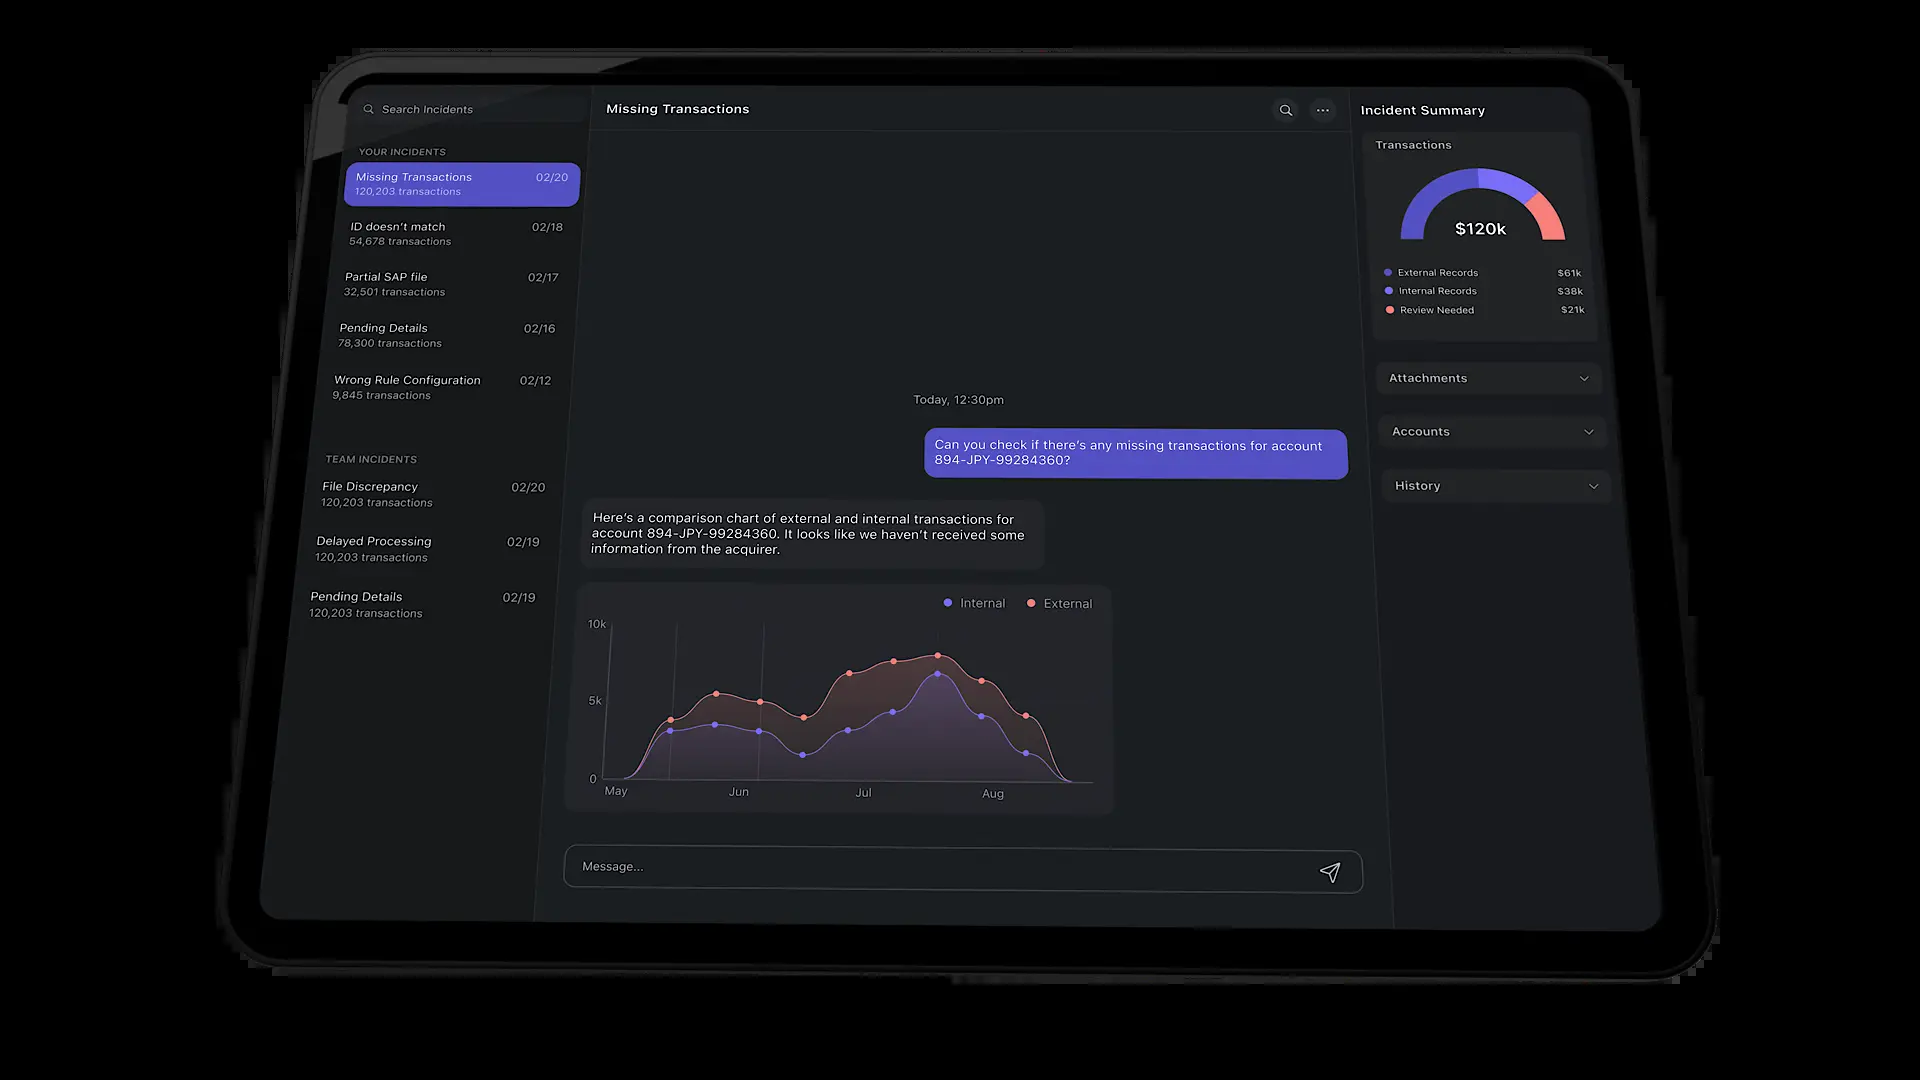 Search Incidents
YOUR INCIDENTS
Missing Transactions 02/20
120,203 transactions
ID doesn't match 02/18
54,678 transactions
Partial SAP file 02/17
32,501 transactions
Pending Details 02/16
78,300 transactions
Wrong Rule Configuration 02/12
9,845 transactions
TEAM INCIDENTS
File Discrepancy 02/20
120,203 transactions
Delayed Processing 02/19
120,203 transactions
Pending Details 02/19
120,203 transactions
Missing Transactions
Today, 12:30pm
Can you check if there's any missing transactions for account
894-JPY-99284360?
Here's a comparison chart of external and internal transactions for
account 894-JPY-99284360. It looks like we haven't received some
information from the acquirer.
Internal External
10k
5k
0
May Jun Jul Aug
Message...
Incident Summary
Transactions
$120k
External Records $61k
Internal Records $38k
Review Needed $21k
Attachments
Accounts
History